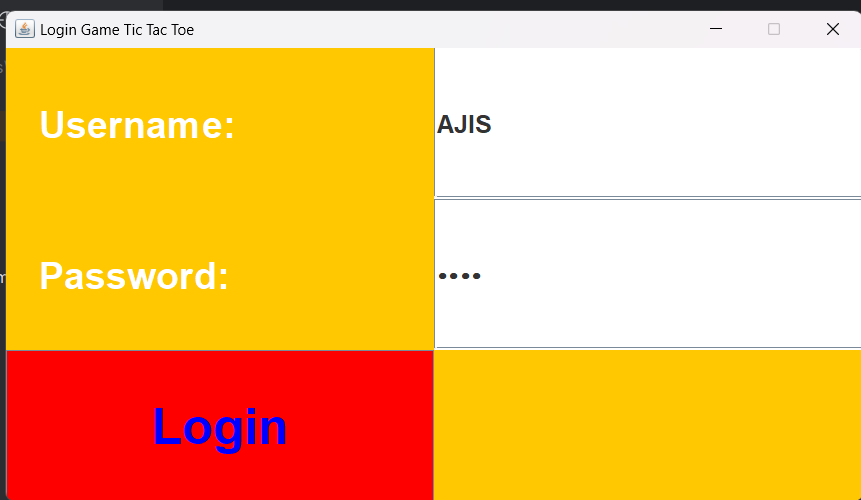 Login Game Tic Tac Toe
Username:
AJIS
Password:
••••
Login